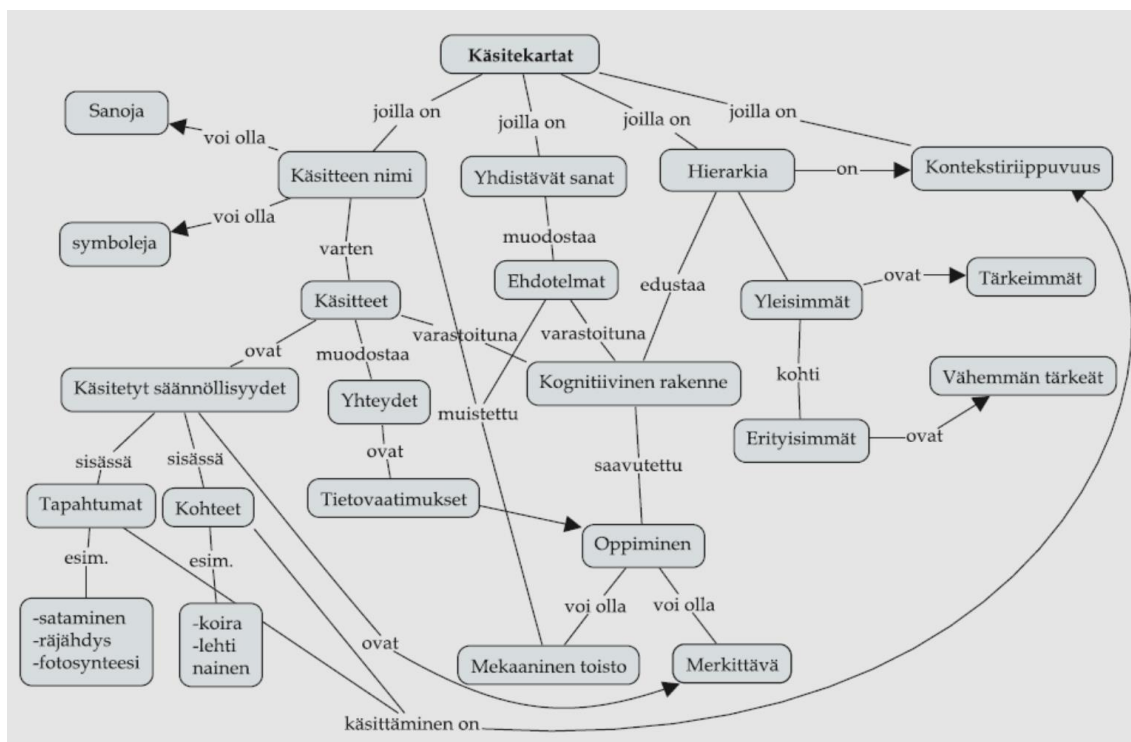 Käsitekartat
Sanoja
joilla on
joilla on
joilla on
joilla on
voi olla
Käsitteen nimi
Yhdistävät sanat
Hierarkia
on
Kontekstiriippuvuus
voi olla
symboleja
varten
muodostaa
Ehdotelmat
edustaa
Yleisimmät
ovat
Tärkeimmät
Käsitteet
varastoituna
varastoituna
ovat
muodostaa
Käsitetyt säännöllisyydet
Yhteydet
muistettu
Kognitiivinen rakenne
kohti
Vähemmän tärkeät
Erityisimmät
ovat
sisässä
sisässä
ovat
saavutettu
Tapahtumat
Kohteet
Tietovaatimukset
Oppiminen
esim.
esim.
voi olla
voi olla
-sataminen
-räjähdys
-fotosynteesi
-koira
-lehti
nainen
ovat
Mekaaninen toisto
Merkittävä
käsittäminen on